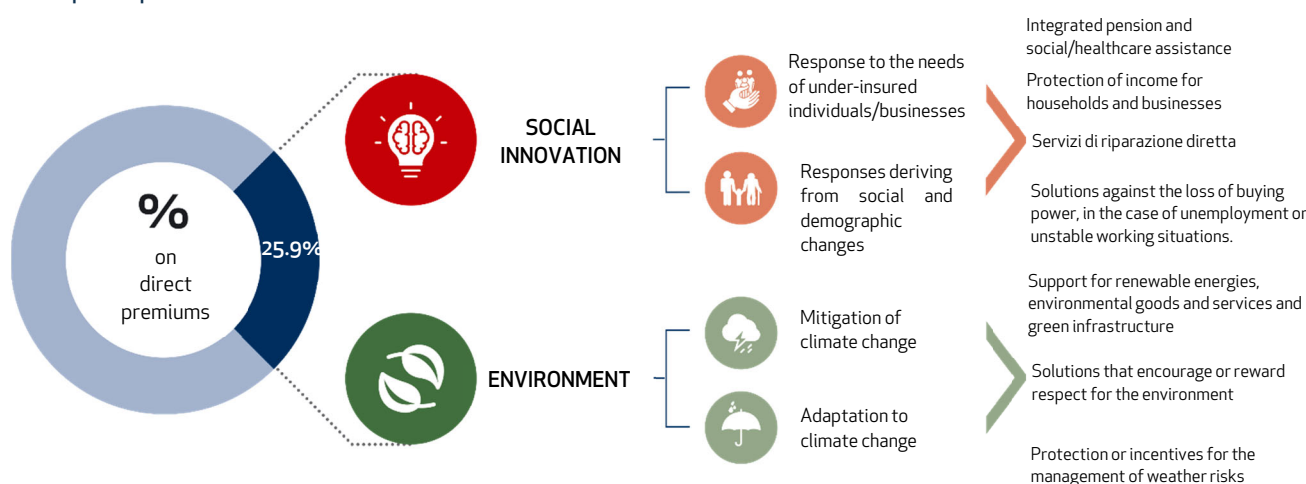 %
on
direct
premiums
25.9%
SOCIAL
INNOVATION
Response to the needs
of under-insured
individuals/businesses
Responses deriving
from social and
demographic
changes
Integrated pension and
social/healthcare assistance
Protection of income for
households and businesses
Servizi di riparazione diretta
Solutions against the loss of buying
power, in the case of unemployment or
unstable working situations.
ENVIRONMENT
Mitigation of
climate change
Adaptation to
climate change
Support for renewable energies,
environmental goods and services and
green infrastructure
Solutions that encourage or reward
respect for the environment
Protection or incentives for the
management of weather risks